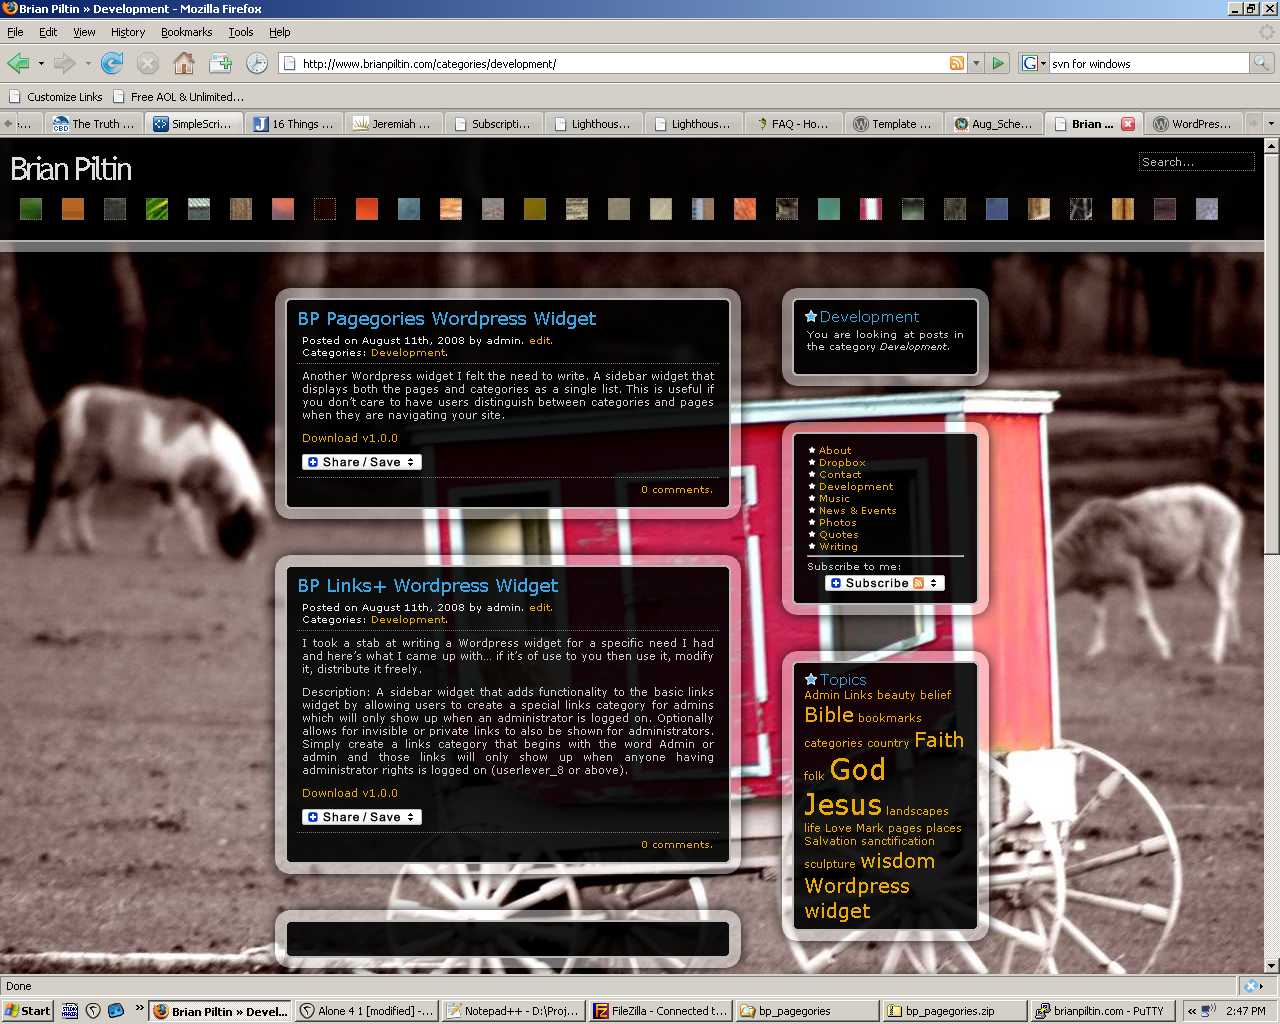 Brian Piltin » Development - Mozilla Firefox
File Edit View History Bookmarks Tools Help
http://www.brianpiltin.com/categories/development/
G svn for windows
Customize Links Free AOL & Unlimited...
The Truth ... SimpleScri... 16 Things ... Jeremiah ... Subscripti... Lighthous... Lighthous... FAQ - Ho... Template ... Aug_Sche... Brian ... WordPres...
Brian Piltin
Search...
BP Pagegories Wordpress Widget
Posted on August 11th, 2008 by admin. edit.
Categories: Development.
Another Wordpress widget I felt the need to write. A sidebar widget that
displays both the pages and categories as a single list. This is useful if
you don't care to have users distinguish between categories and pages
when they are navigating your site.
Download v1.0.0
Share / Save
0 comments.
BP Links+ Wordpress Widget
Posted on August 11th, 2008 by admin. edit.
Categories: Development.
I took a stab at writing a Wordpress widget for a specific need I had
and here's what I came up with... if it's of use to you then use it, modify
it, distribute it freely.
Description: A sidebar widget that adds functionality to the basic links
widget by allowing users to create a special links category for admins
which will only show up when an administrator is logged on. Optionally
allows for invisible or private links to also be shown for administrators.
Simply create a links category that begins with the word Admin or
admin and those links will only show up when anyone having
administrator rights is logged on (userlever_8 or above).
Download v1.0.0
Share / Save
0 comments.
Development
You are looking at posts in
the category Development.
About
Dropbox
Contact
Development
Music
News & Events
Photos
Quotes
Writing
Subscribe to me:
Subscribe
Topics
Admin Links beauty belief
Bible bookmarks
categories country Faith
folk God
Jesus landscapes
life Love Mark pages places
Salvation sanctification
sculpture wisdom
Wordpress
widget
Done
Start Brian Piltin » Devel... Alone 4 1 [modified] -... Notepad++ - D:\Proj... FileZilla - Connected t... bp_pagegories bp_pagegories.zip brianpiltin.com - PuTTY 2:47 PM